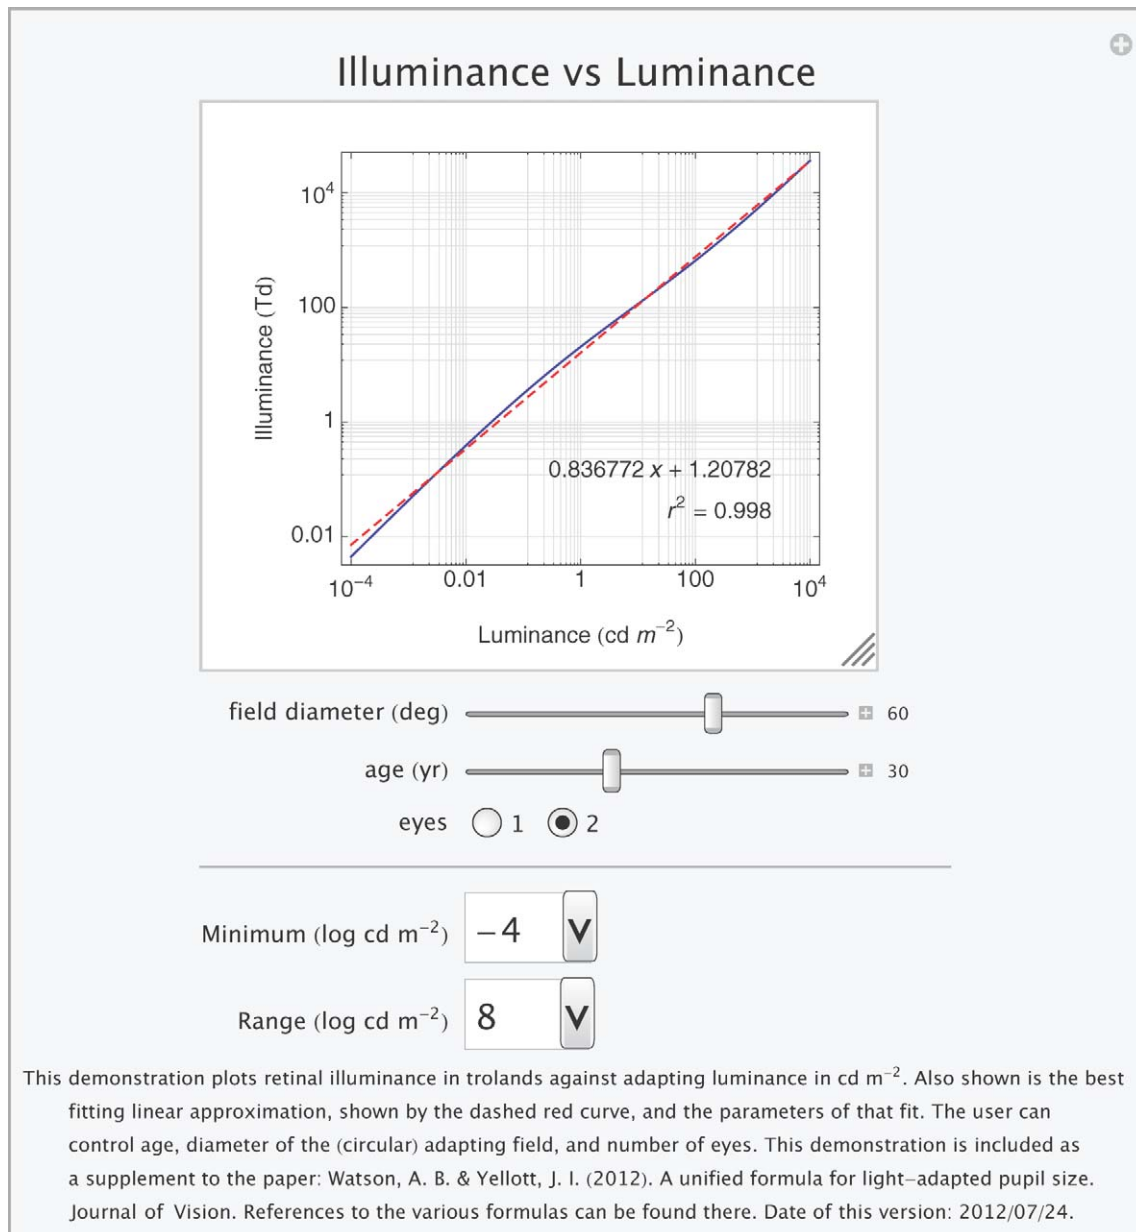 Illuminance vs Luminance
10⁴
100
1
0.01
Illuminance (Td)
0.836772 x + 1.20782
r² = 0.998
10⁻⁴ 0.01 1 100 10⁴
Luminance (cd m⁻²)
field diameter (deg) 60
age (yr) 30
eyes 1 2
Minimum (log cd m⁻²) −4
Range (log cd m⁻²) 8
This demonstration plots retinal illuminance in trolands against adapting luminance in cd m⁻². Also shown is the best
fitting linear approximation, shown by the dashed red curve, and the parameters of that fit. The user can
control age, diameter of the (circular) adapting field, and number of eyes. This demonstration is included as
a supplement to the paper: Watson, A. B. & Yellott, J. I. (2012). A unified formula for light−adapted pupil size.
Journal of Vision. References to the various formulas can be found there. Date of this version: 2012/07/24.